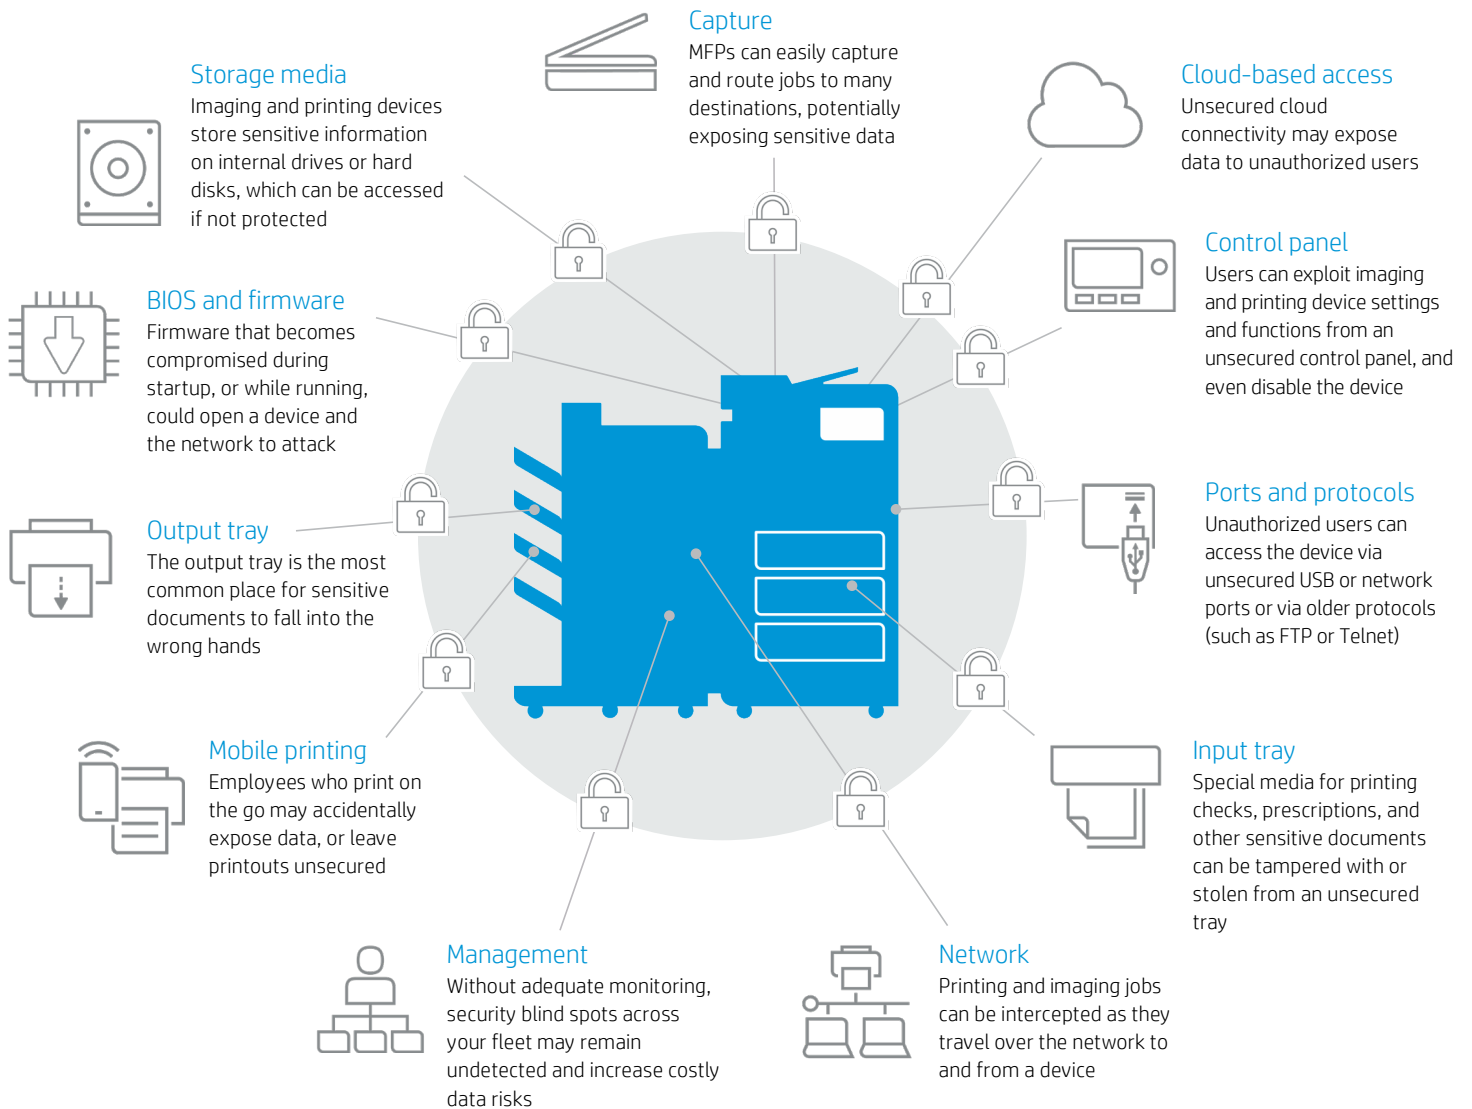 Capture
MFPs can easily capture
and route jobs to many
destinations, potentially
exposing sensitive data
Cloud-based access
Unsecured cloud
connectivity may expose
data to unauthorized users
Control panel
Users can exploit imaging
and printing device settings
and functions from an
unsecured control panel, and
even disable the device
Ports and protocols
Unauthorized users can
access the device via
unsecured USB or network
ports or via older protocols
(such as FTP or Telnet)
Input tray
Special media for printing
checks, prescriptions, and
other sensitive documents
can be tampered with or
stolen from an unsecured
tray
Network
Printing and imaging jobs
can be intercepted as they
travel over the network to
and from a device
Management
Without adequate monitoring,
security blind spots across
your fleet may remain
undetected and increase costly
data risks
Mobile printing
Employees who print on
the go may accidentally
expose data, or leave
printouts unsecured
Output tray
The output tray is the most
common place for sensitive
documents to fall into the
wrong hands
BIOS and firmware
Firmware that becomes
compromised during
startup, or while running,
could open a device and
the network to attack
Storage media
Imaging and printing devices
store sensitive information
on internal drives or hard
disks, which can be accessed
if not protected